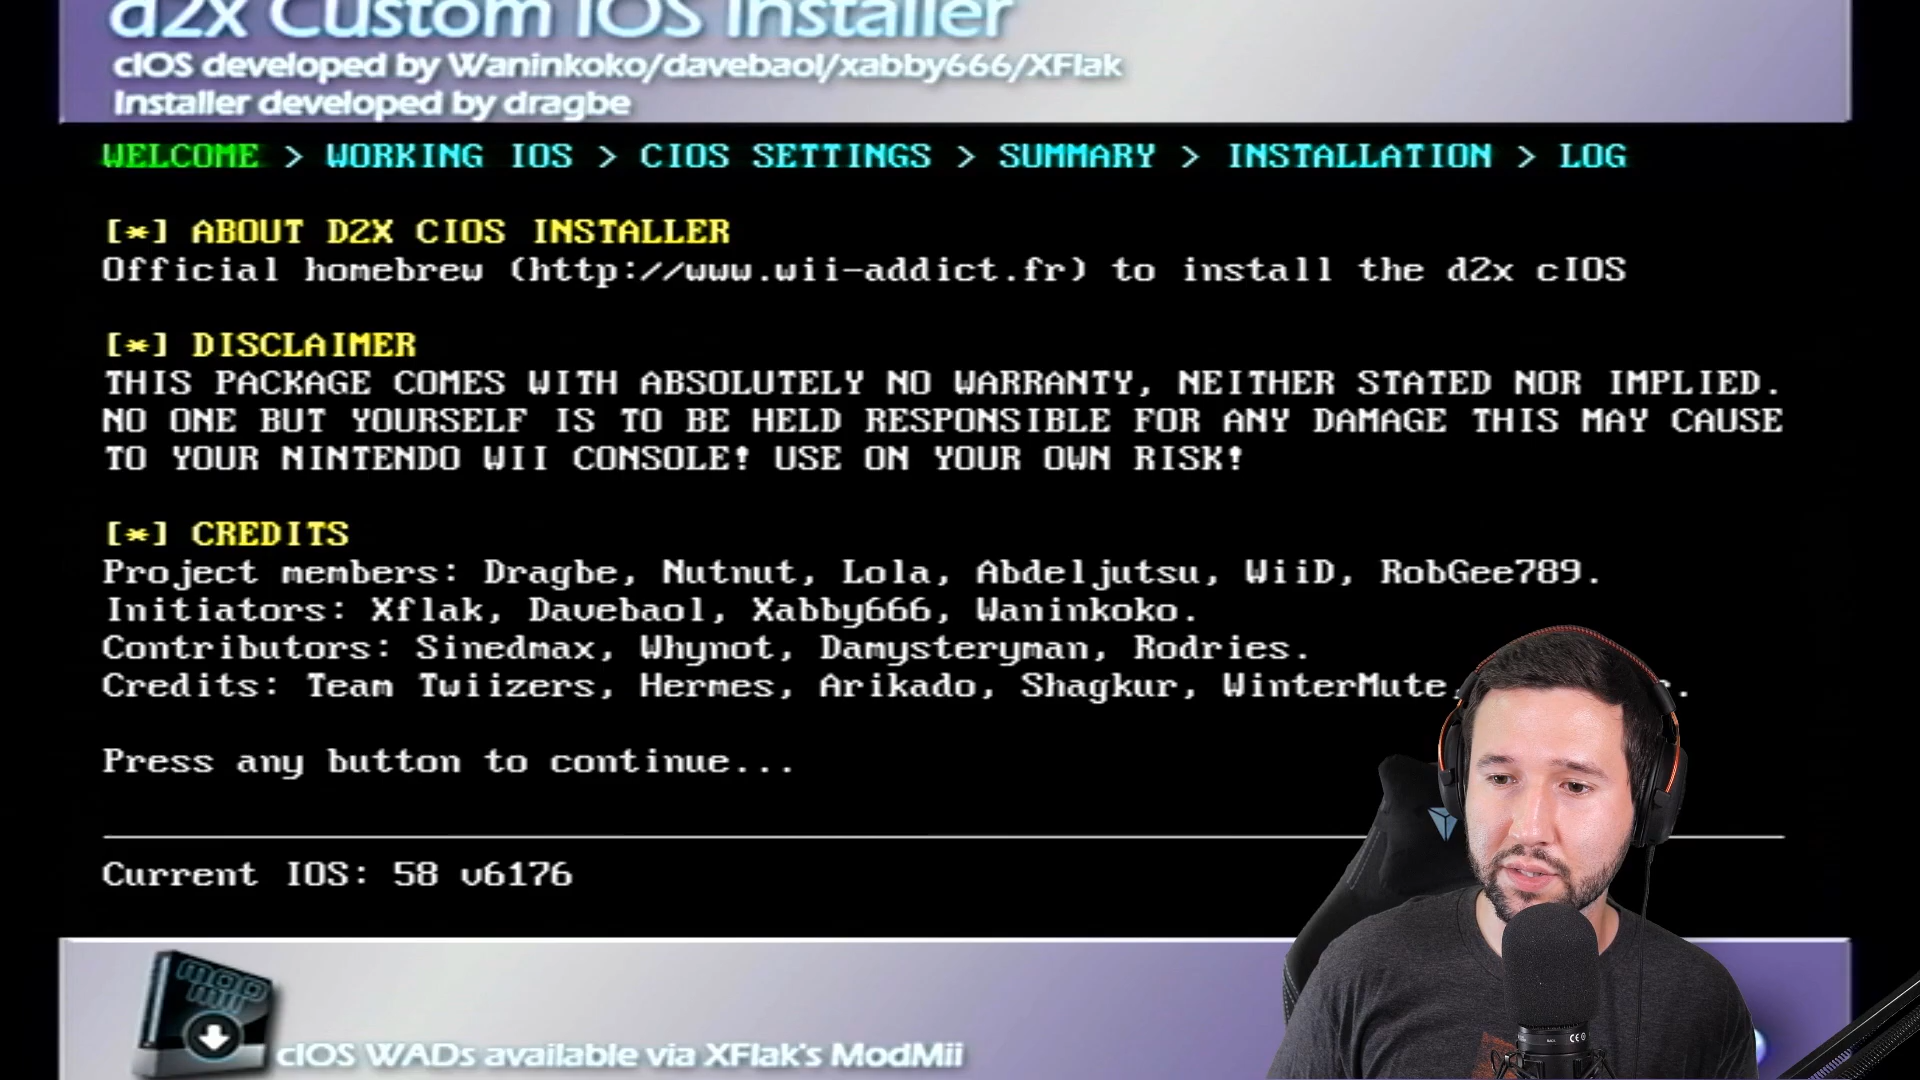 d2x Custom IOS Installer
cIOS developed by Waninkoko/davebaol/xabby666/XFlak
Installer developed by dragbe
WELCOME > WORKING IOS > CIOS SETTINGS > SUMMARY > INSTALLATION > LOG
[*] ABOUT D2X CIOS INSTALLER
Official homebrew (http://www.wii-addict.fr) to install the d2x cIOS
[*] DISCLAIMER
THIS PACKAGE COMES WITH ABSOLUTELY NO WARRANTY, NEITHER STATED NOR IMPLIED.
NO ONE BUT YOURSELF IS TO BE HELD RESPONSIBLE FOR ANY DAMAGE THIS MAY CAUSE
TO YOUR NINTENDO WII CONSOLE! USE ON YOUR OWN RISK!
[*] CREDITS
Project members: Dragbe, Nutnut, Lola, Abdeljutsu, WiiD, RobGee789.
Initiators: Xflak, Davebaol, Xabby666, Waninkoko.
Contributors: Sinedmax, Whynot, Damysteryman, Rodries.
Credits: Team Twiizers, Hermes, Arikado, Shagkur, WinterMute,
Press any button to continue...
Current IOS: 58 v6176
MOD
MII
cIOS WADs available via XFlak's ModMii